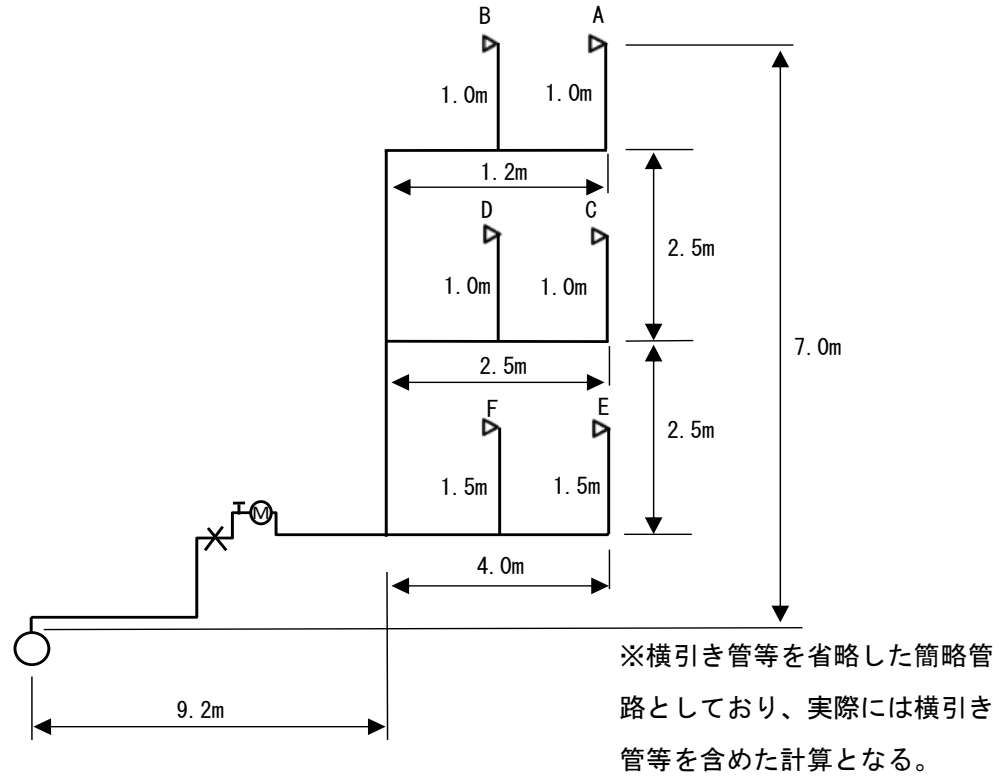 B A
1.0m 1.0m
1.2m
D C
2.5m
1.0m 1.0m
7.0m
2.5m
F E
2.5m
1.5m 1.5m
M
4.0m
9.2m
※横引き管等を省略した簡略管
路としており、実際には横引き
管等を含めた計算となる。